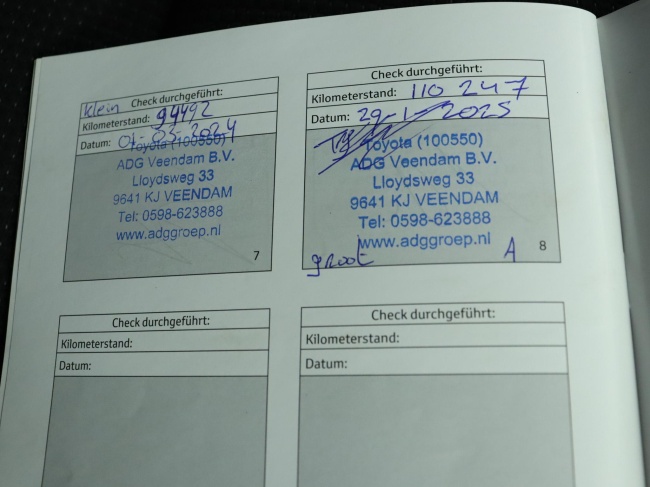 klein Check durchgeführt:
Kilometerstand: 99492
Datum: 01-03-2024
Toyota (100550)
ADG Veendam B.V.
Lloydsweg 33
9641 KJ VEENDAM
Tel: 0598-623888
www.adggroep.nl
7
Check durchgeführt:
Kilometerstand: 110 247
Datum: 29-1-2025
Toyota (100550)
ADG Veendam B.V.
Lloydsweg 33
9641 KJ VEENDAM
Tel: 0598-623888
www.adggroep.nl
groot A 8
Check durchgeführt:
Kilometerstand:
Datum:
Check durchgeführt:
Kilometerstand:
Datum: